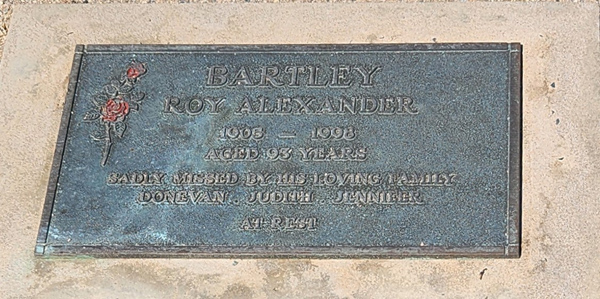 BARTLEY
ROY ALEXANDER
1905 — 1998
AGED 93 YEARS
SADLY MISSED BY HIS LOVING FAMILY
DONEVAN . JUDITH . JENNIFER
AT REST